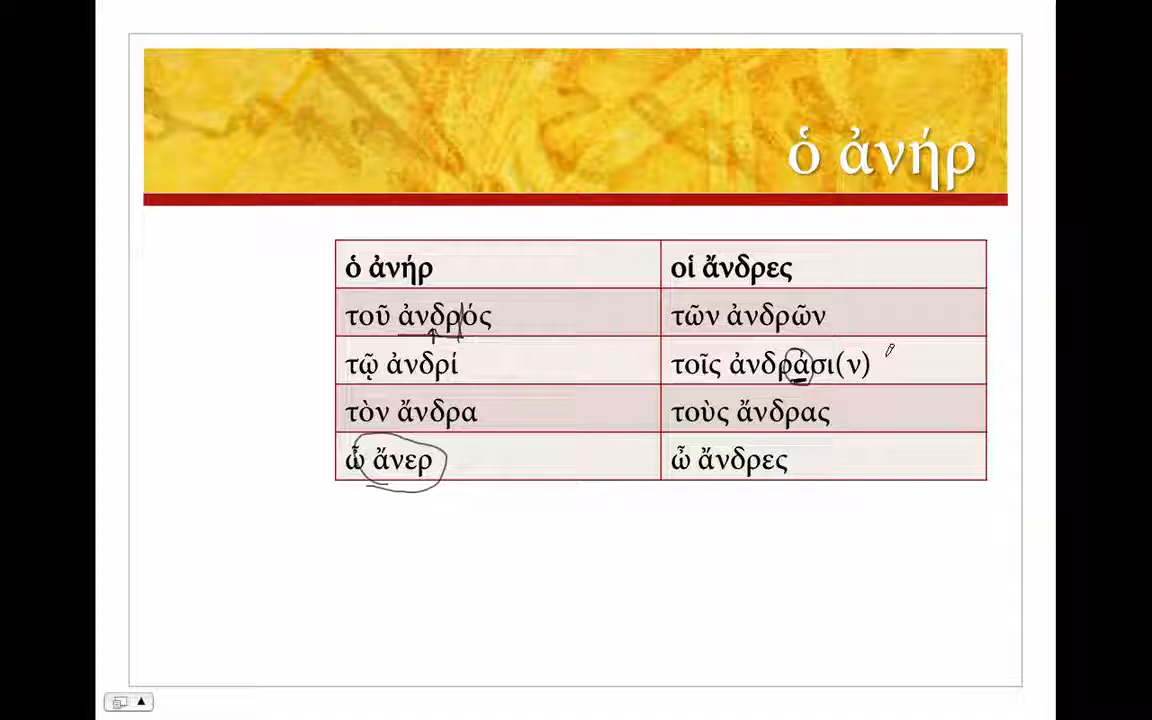 ὁ ἀνήρ
ὁ ἀνήρ οἱ ἄνδρες
τοῦ ἀνδρός τῶν ἀνδρῶν
τῷ ἀνδρί τοῖς ἀνδράσι(ν)
τὸν ἄνδρα τοὺς ἄνδρας
ὦ ἄνερ ὦ ἄνδρες